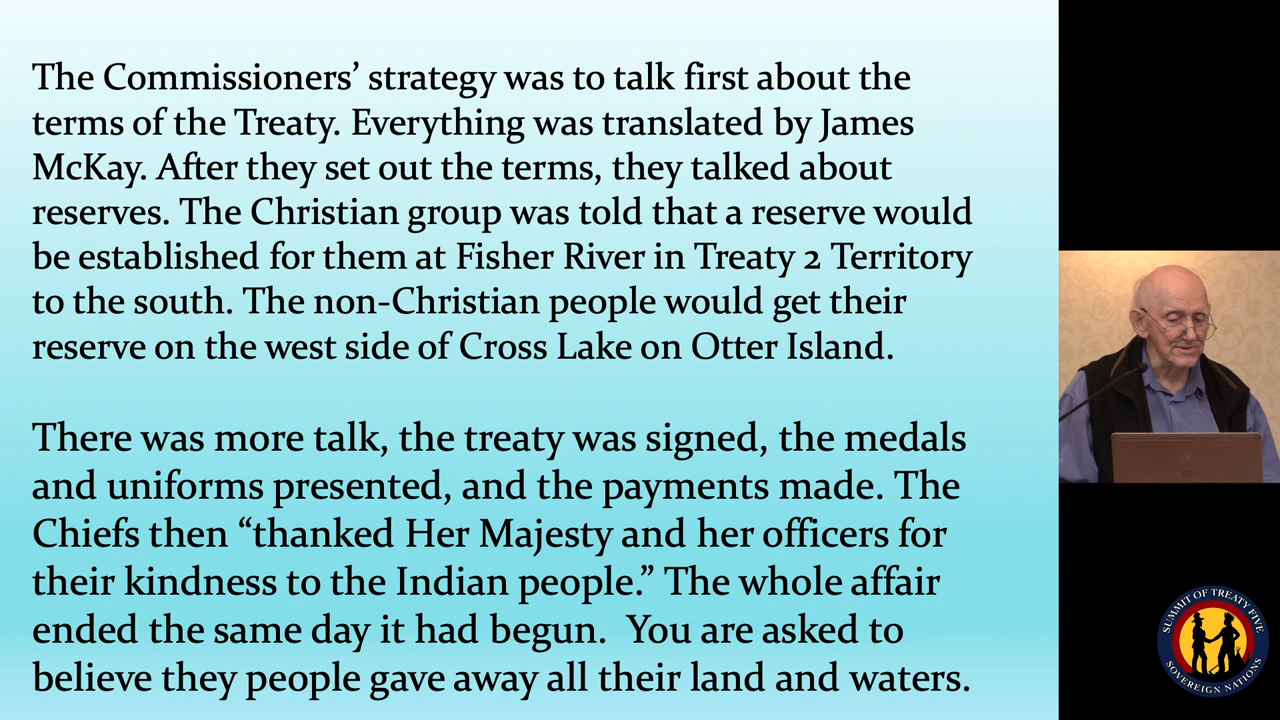 The Commissioners’ strategy was to talk first about the
terms of the Treaty. Everything was translated by James
McKay. After they set out the terms, they talked about
reserves. The Christian group was told that a reserve would
be established for them at Fisher River in Treaty 2 Territory
to the south. The non-Christian people would get their
reserve on the west side of Cross Lake on Otter Island.
There was more talk, the treaty was signed, the medals
and uniforms presented, and the payments made. The
Chiefs then “thanked Her Majesty and her officers for
their kindness to the Indian people.” The whole affair
ended the same day it had begun.  You are asked to
believe they people gave away all their land and waters.
SUMMIT OF TREATY FIVE
SOVEREIGN NATIONS